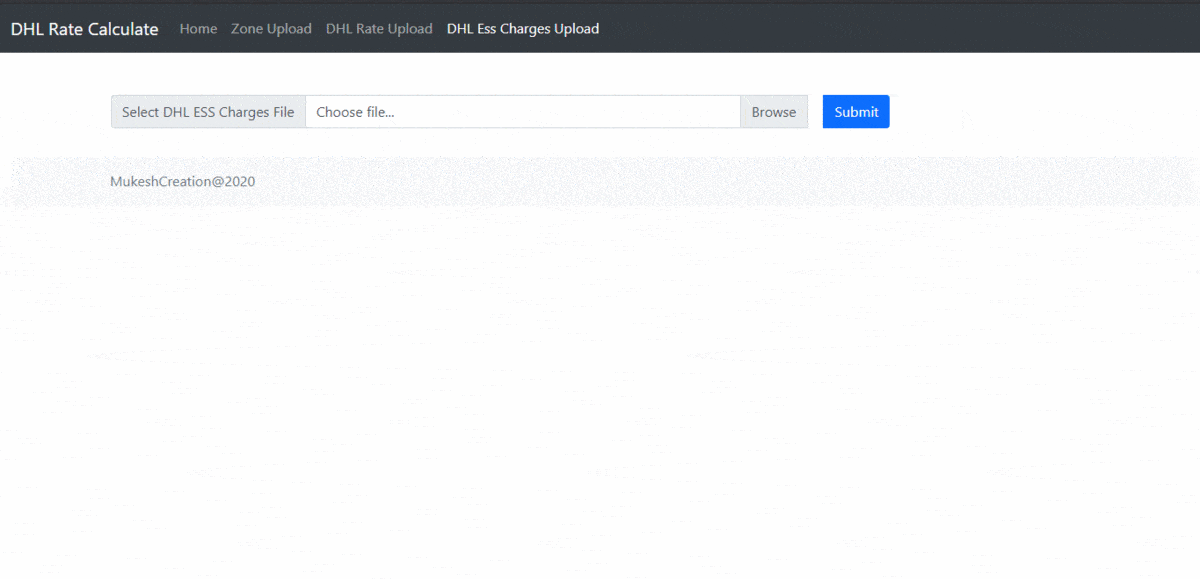 DHL Rate Calculate Home Zone Upload DHL Rate Upload DHL Ess Charges Upload
Select DHL ESS Charges File Choose file... Browse Submit
MukeshCreation@2020